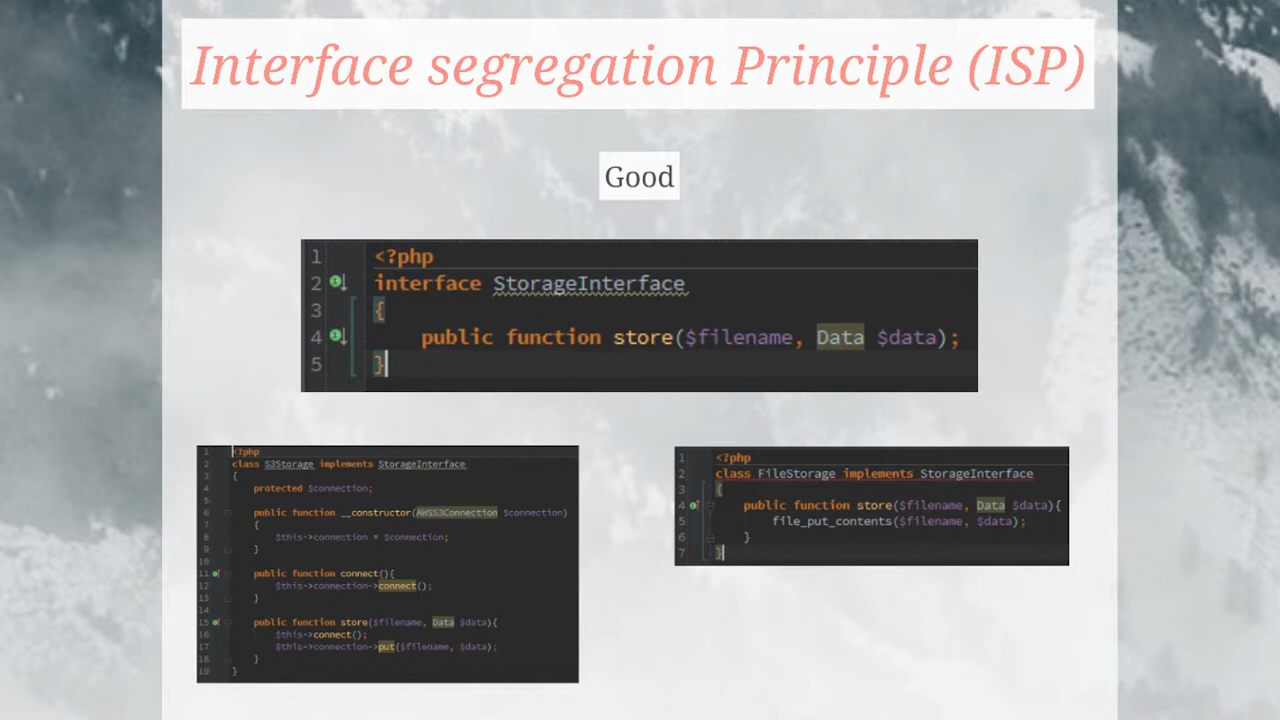 Interface segregation Principle (ISP)
Good
1 <?php
2 interface StorageInterface
3 {
4 public function store($filename, Data $data);
5 }
1 <?php
2 class S3Storage implements StorageInterface
3 {
4 protected $connection;
5
6 public function __constructor(AWSS3Connection $connection)
7 {
8 $this->connection = $connection;
9 }
10
11 public function connect(){
12 $this->connection->connect();
13 }
14
15 public function store($filename, Data $data){
16 $this->connect();
17 $this->connection->put($filename, $data);
18 }
19 }
1 <?php
2 class FileStorage implements StorageInterface
3 {
4 public function store($filename, Data $data){
5 file_put_contents($filename, $data);
6 }
7 }